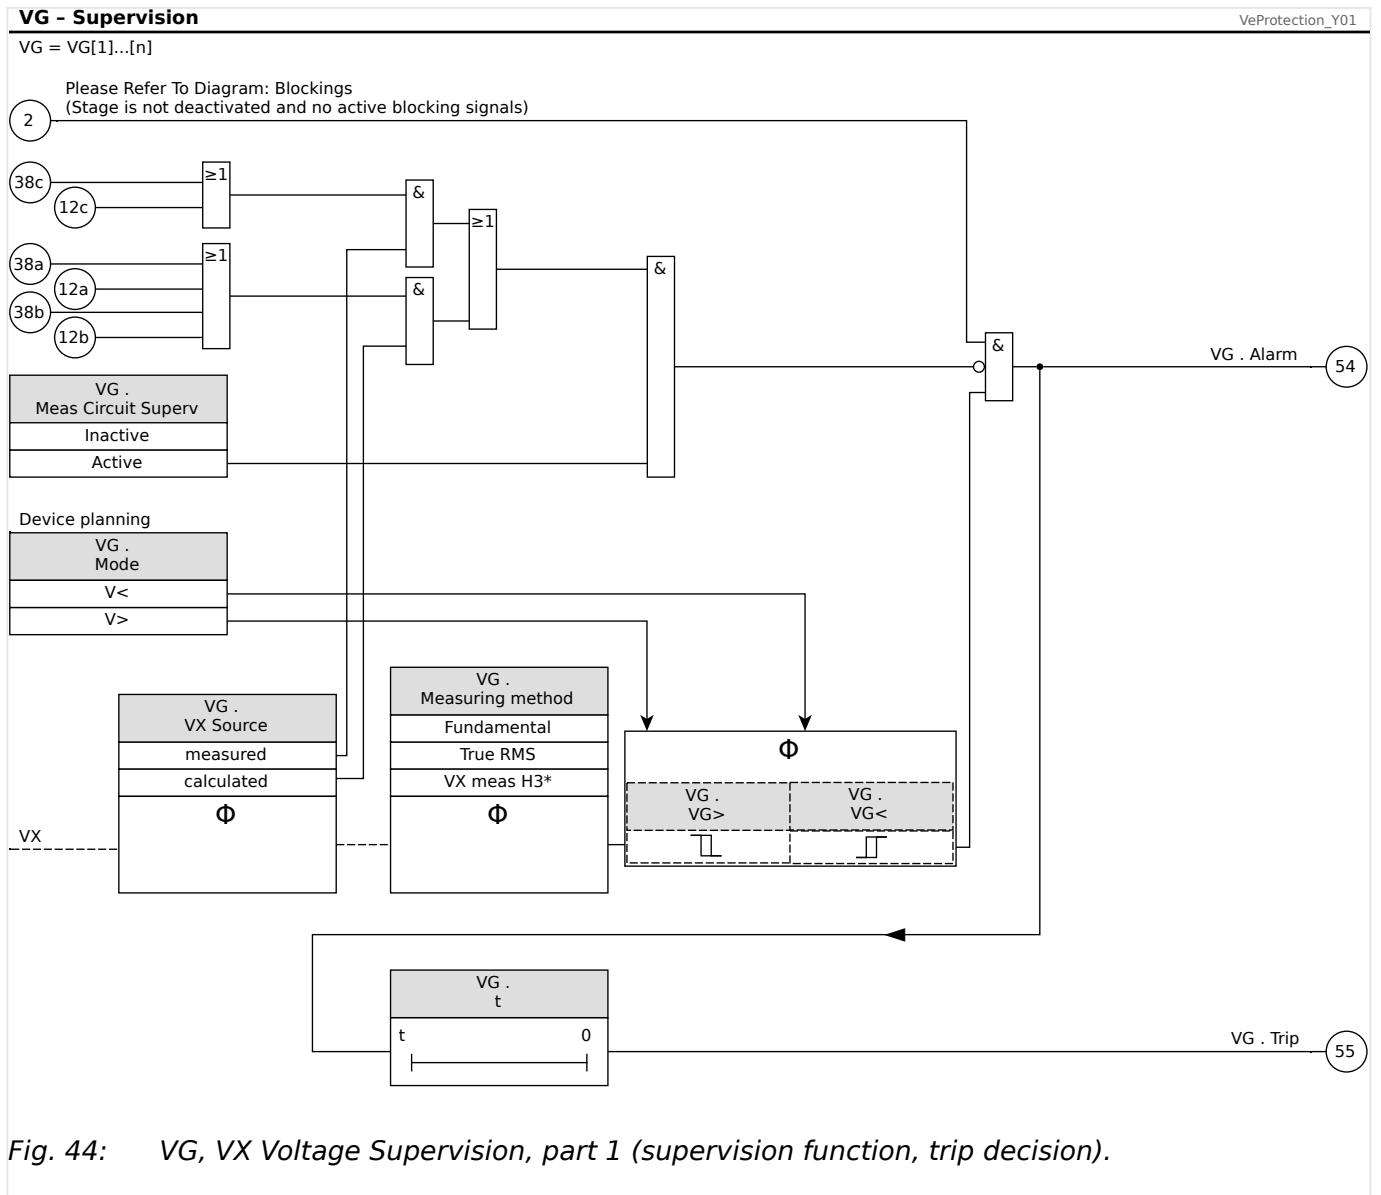 VG – Supervision
VeProtection_Y01
VG = VG[1]...[n]
Please Refer To Diagram: Blockings
(Stage is not deactivated and no active blocking signals)
2
38c
12c
≥1
&
≥1
38a
12a
38b
12b
≥1
&
&
&
VG . Alarm
54
VG .
Meas Circuit Superv
Inactive
Active
Device planning
VG .
Mode
V<
V>
VG .
VX Source
measured
calculated
Φ
VX
VG .
Measuring method
Fundamental
True RMS
VX meas H3*
Φ
Φ
VG .
VG>
VG .
VG<
VG .
t
t 0
VG . Trip
55
Fig. 44: VG, VX Voltage Supervision, part 1 (supervision function, trip decision).